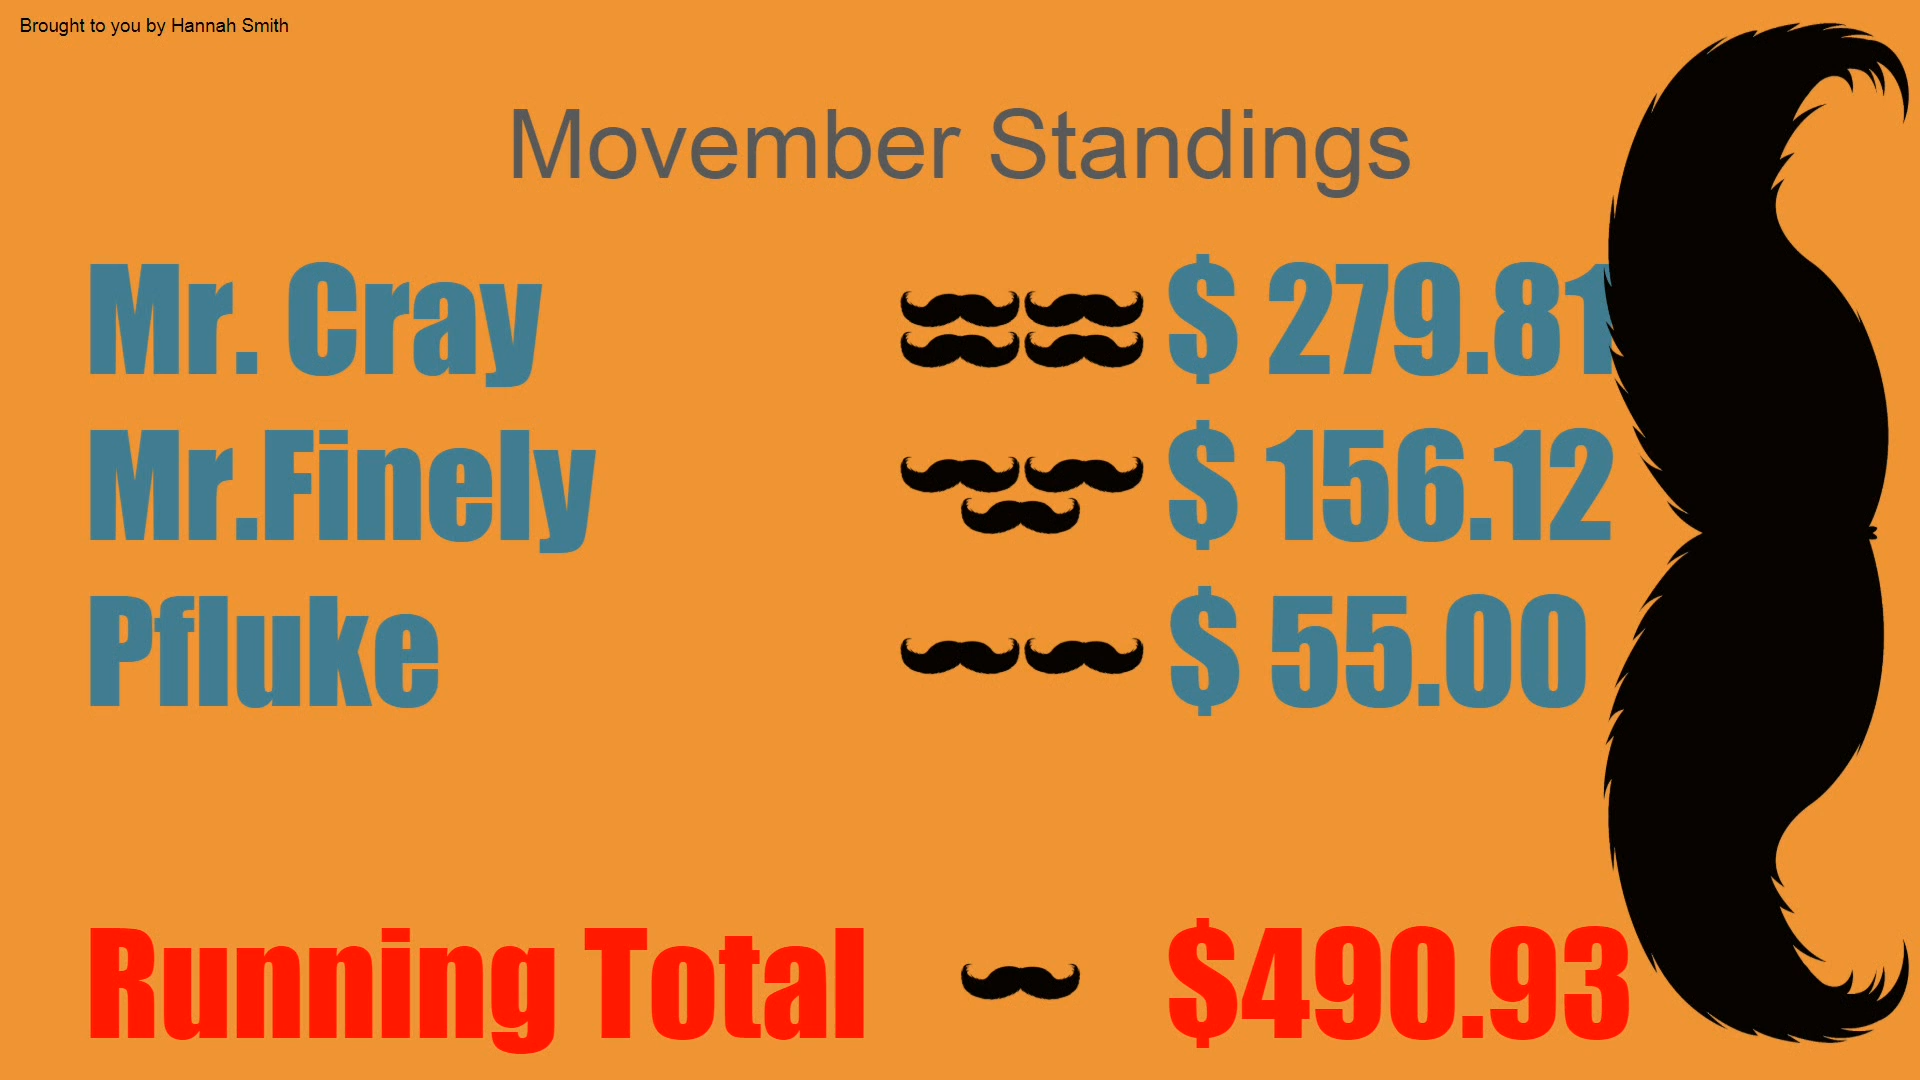 Brought to you by Hannah Smith
Movember Standings
Mr. Cray $ 279.81
Mr.Finely $ 156.12
Pfluke $ 55.00
Running Total $490.93